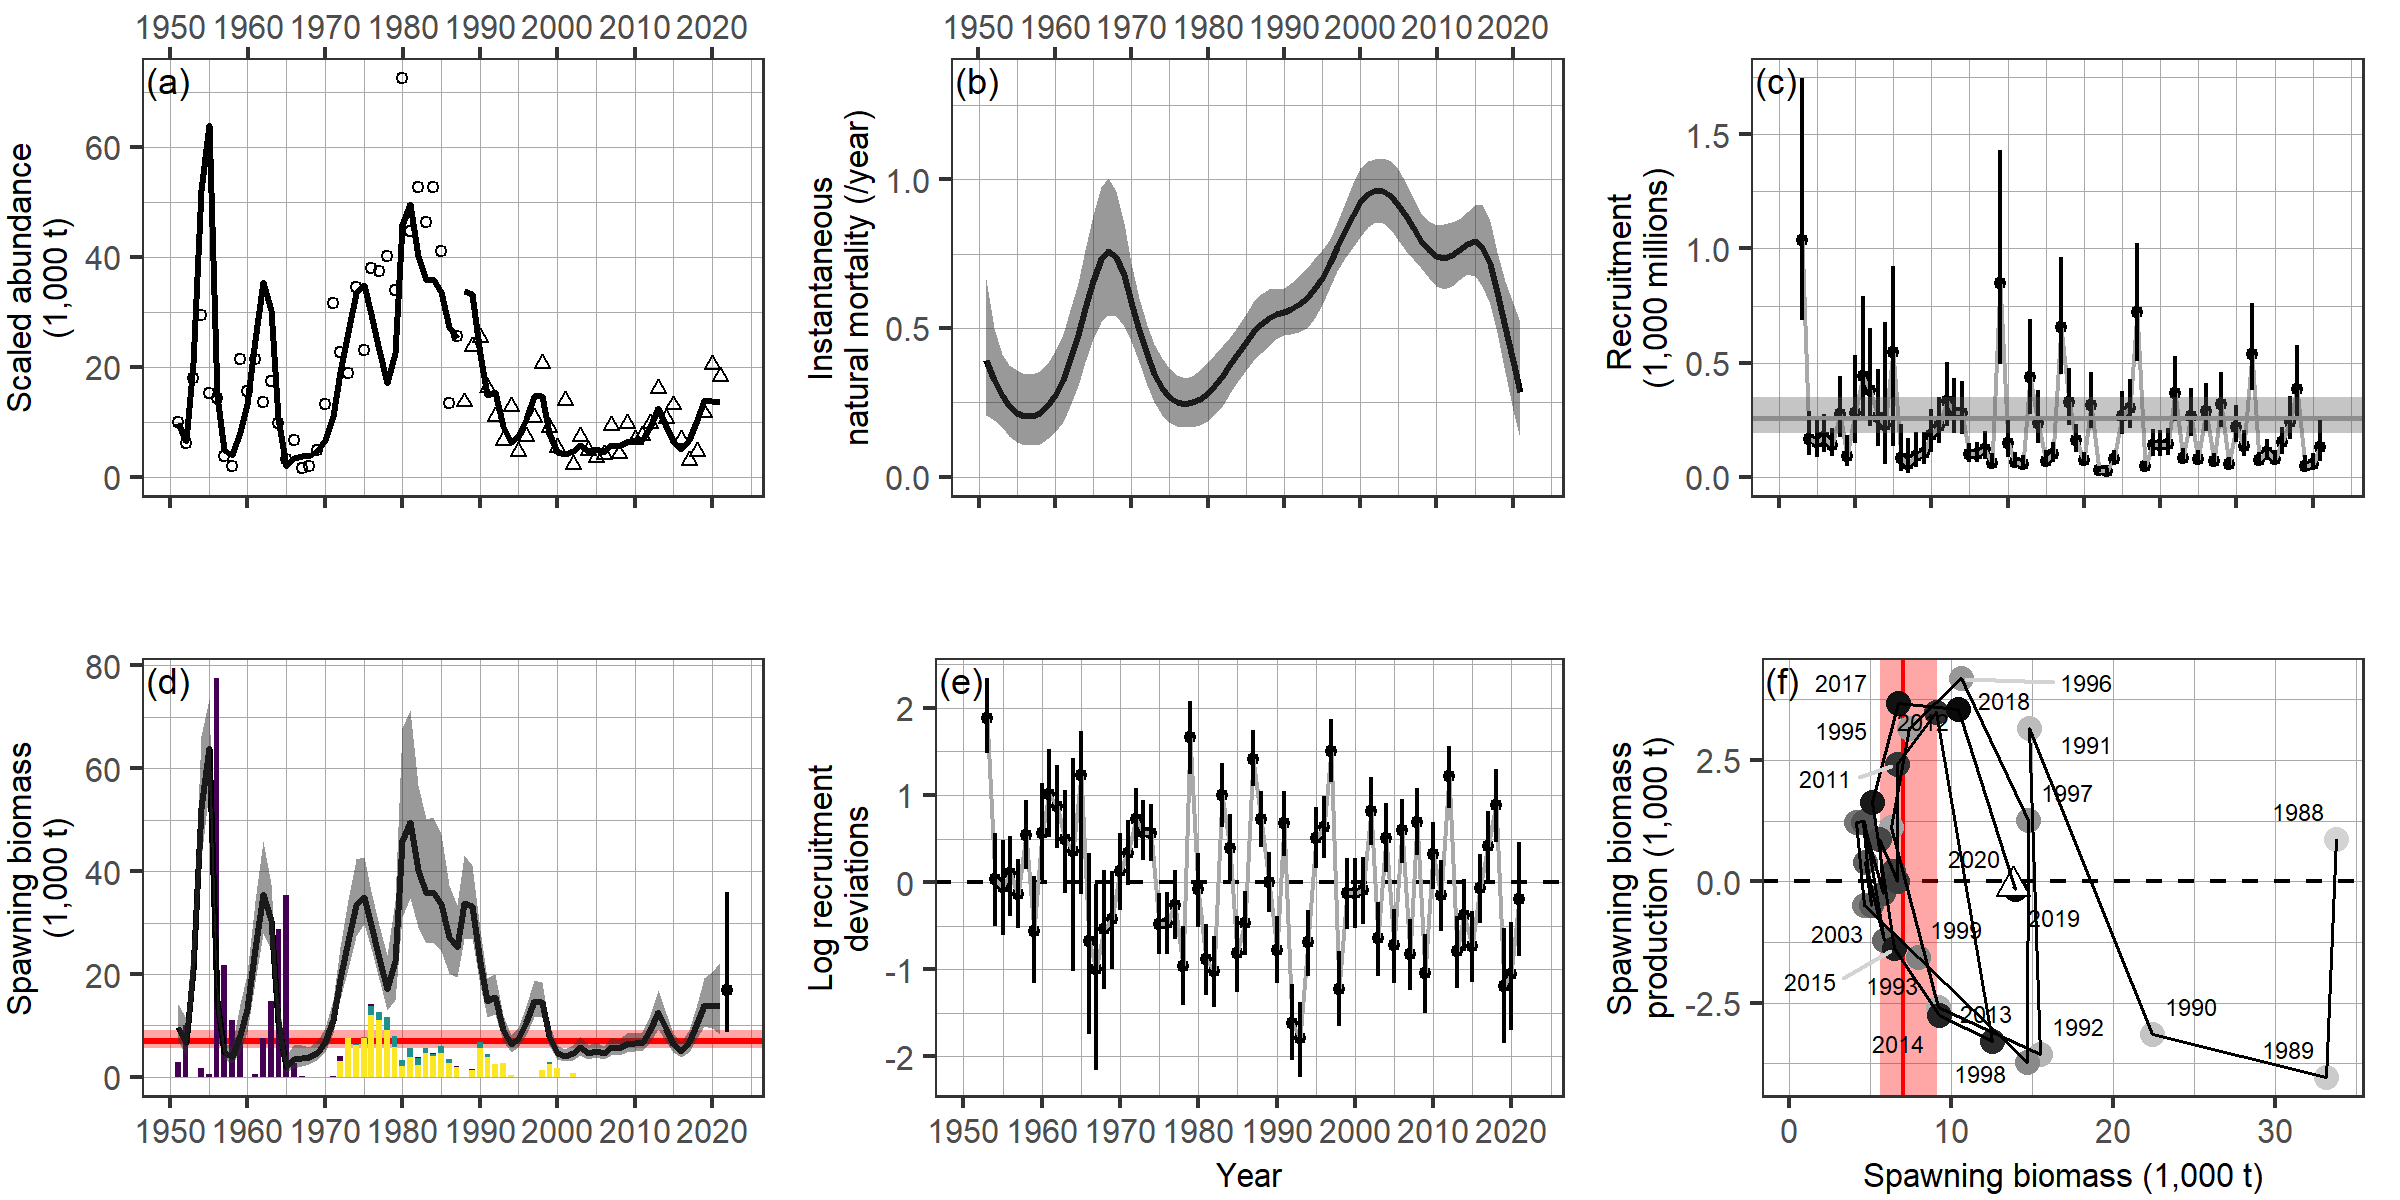 1950 1960 1970 1980 1990 2000 2010 2020
1950 1960 1970 1980 1990 2000 2010 2020
(a)
Scaled abundance
(1,000 t)
60
40
20
0
(b)
Instantaneous
natural mortality (/year)
1.0
0.5
0.0
(c)
Recruitment
(1,000 millions)
1.5
1.0
0.5
0.0
(d)
Spawning biomass
(1,000 t)
80
60
40
20
0
1950 1960 1970 1980 1990 2000 2010 2020
(e)
Log recruitment
deviations
2
1
0
-1
-2
1950 1960 1970 1980 1990 2000 2010 2020
Year
(f)
Spawning biomass
production (1,000 t)
2.5
0.0
-2.5
2017
1996
2018
1995
2012
1991
2011
1997
1988
2020
2019
2003
1999
2015
1993
2013
1990
1992
2014
1989
1998
0 10 20 30
Spawning biomass (1,000 t)